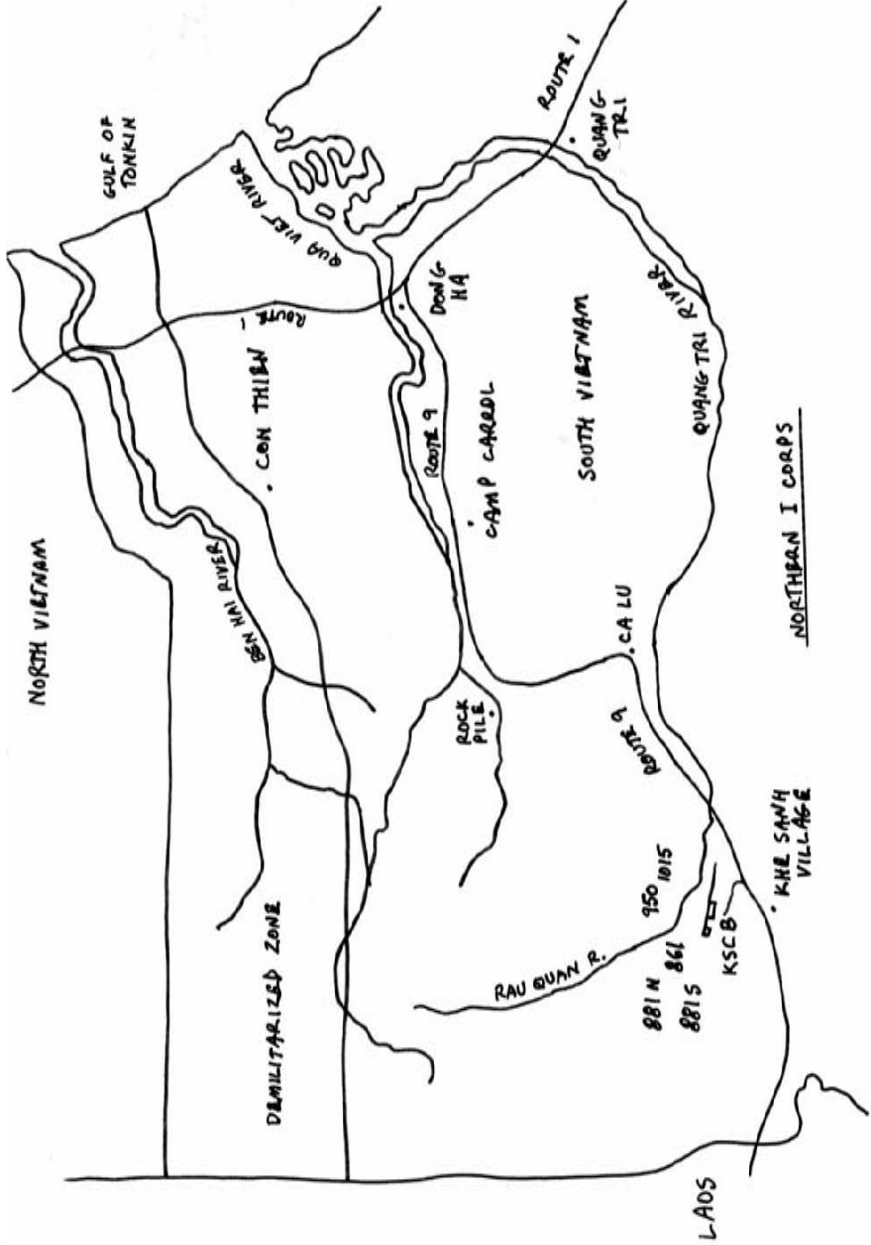 NORTH VIETNAM
GULF OF
TONKIN
DEMILITARIZED ZONE
BEN HAI RIVER
CON THIEN
ROUTE 1
QUA VIET RIVER
ROUTE 9
DONG
HA
ROCK
PILE
CAMP CARROL
ROUTE 1
QUANG
TRI
SOUTH VIETNAM
RAU QUAN R.
ROUTE 9
CA LU
QUANG TRI RIVER
881 N
861
881 S
950
1015
KSCB
KHE SANH
VILLAGE
LAOS
NORTHERN I CORPS